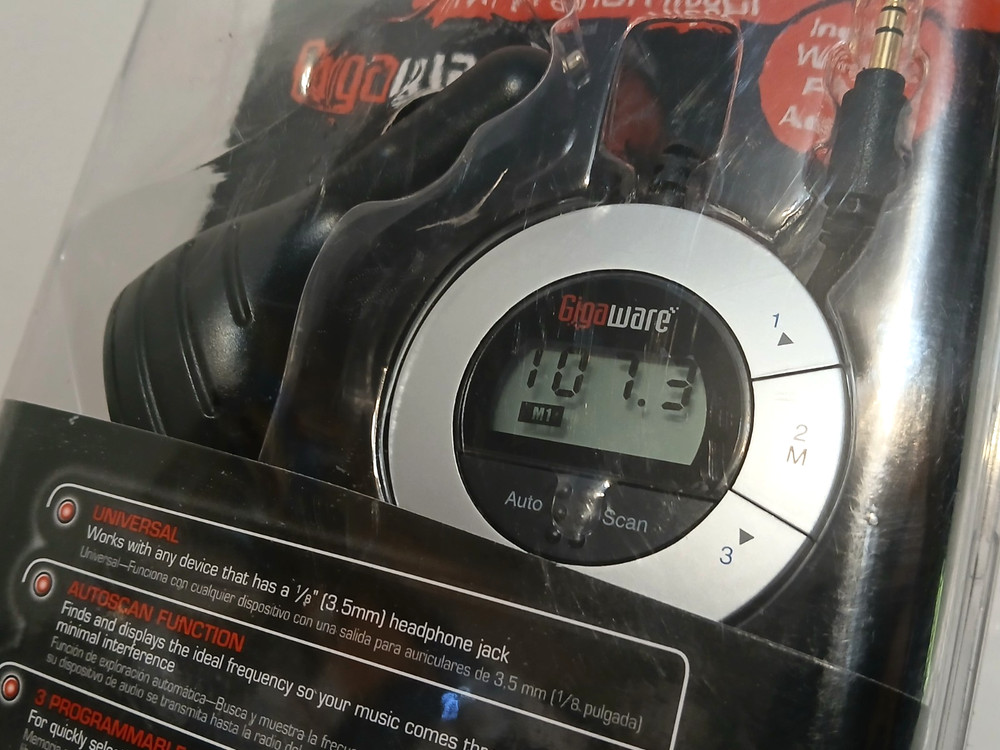 Gigaware
1
Gigaware
107.3
M1
2
M
Auto Scan
3
UNIVERSAL
Works with any device that has a 1/8" (3.5mm) headphone jack
Universal—Funciona con cualquier dispositivo con una salida para auriculares de 3.5 mm (1/8 pulgada)
AUTOSCAN FUNCTION
Finds and displays the ideal frequency so your music comes
minimal interference
Función de exploración automática—Busca y muestra la
su dispositivo de audio se transmita hasta la radio
3 PROGRAMMABLE
For quickly